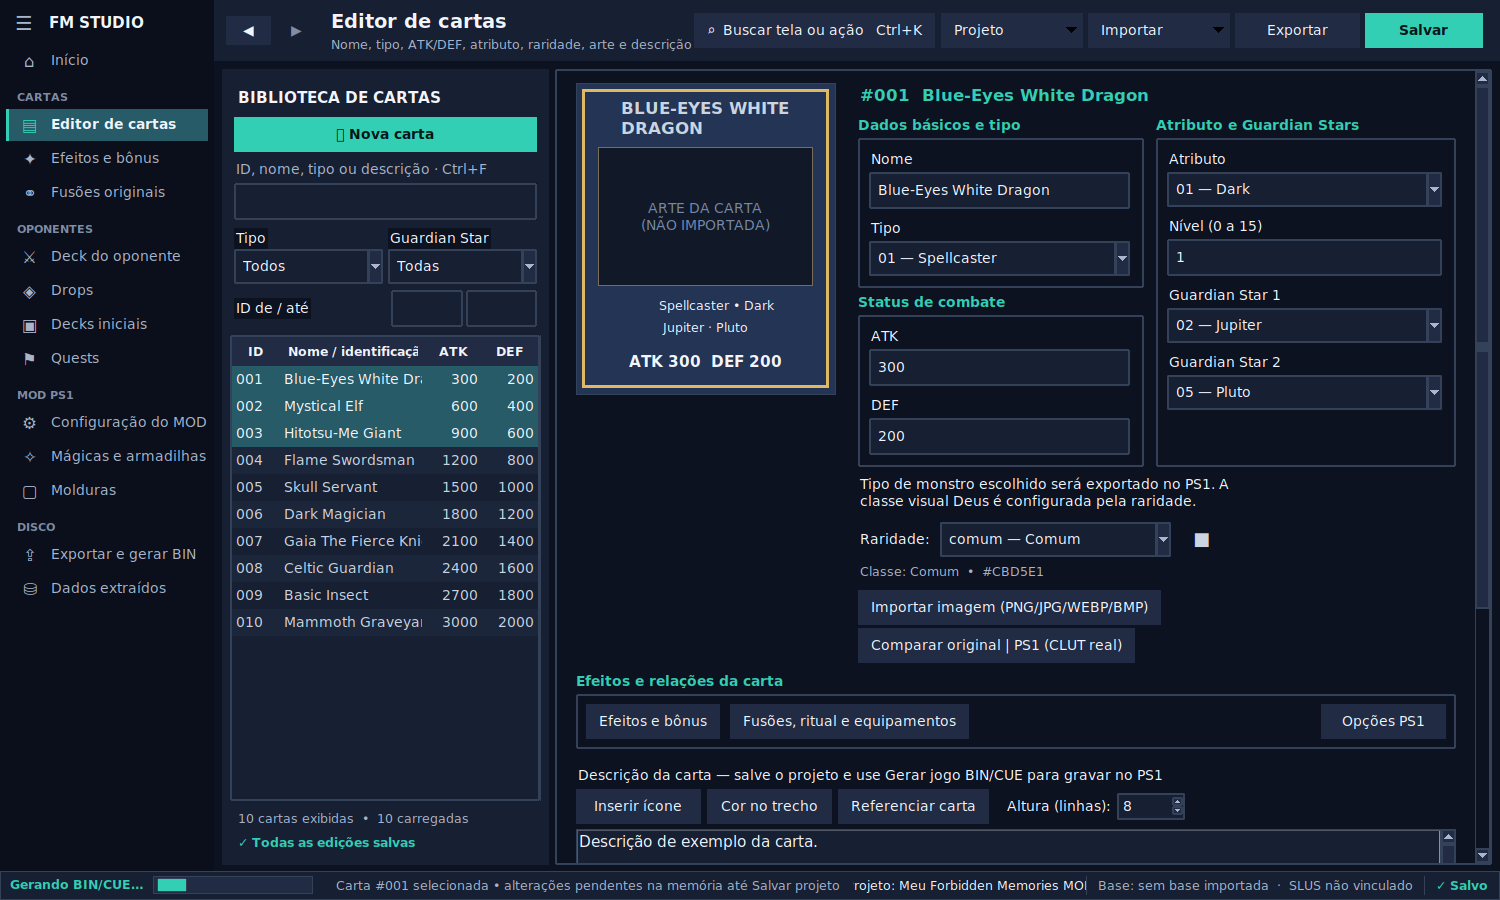 FM STUDIO
Início
CARTAS
Editor de cartas
Efeitos e bônus
Fusões originais
OPONENTES
Deck do oponente
Drops
Decks iniciais
Quests
MOD PS1
Configuração do MOD
Mágicas e armadilhas
Molduras
DISCO
Exportar e gerar BIN
Dados extraídos
Editor de cartas
Nome, tipo, ATK/DEF, atributo, raridade, arte e descrição
Buscar tela ou ação Ctrl+K
Projeto
Importar
Exportar
Salvar
BIBLIOTECA DE CARTAS
Nova carta
ID, nome, tipo ou descrição · Ctrl+F
Tipo Guardian Star
Todos Todas
ID de / até
ID Nome / identificaçã ATK DEF
001 Blue-Eyes White Dra 300 200
002 Mystical Elf 600 400
003 Hitotsu-Me Giant 900 600
004 Flame Swordsman 1200 800
005 Skull Servant 1500 1000
006 Dark Magician 1800 1200
007 Gaia The Fierce Kni 2100 1400
008 Celtic Guardian 2400 1600
009 Basic Insect 2700 1800
010 Mammoth Graveyar 3000 2000
10 cartas exibidas • 10 carregadas
✓ Todas as edições salvas
BLUE-EYES WHITE
DRAGON
ARTE DA CARTA
(NÃO IMPORTADA)
Spellcaster • Dark
Jupiter · Pluto
ATK 300 DEF 200
#001 Blue-Eyes White Dragon
Dados básicos e tipo
Nome
Blue-Eyes White Dragon
Tipo
01 — Spellcaster
Status de combate
ATK
300
DEF
200
Atributo e Guardian Stars
Atributo
01 — Dark
Nível (0 a 15)
1
Guardian Star 1
02 — Jupiter
Guardian Star 2
05 — Pluto
Tipo de monstro escolhido será exportado no PS1. A
classe visual Deus é configurada pela raridade.
Raridade: comum — Comum
Classe: Comum • #CBD5E1
Importar imagem (PNG/JPG/WEBP/BMP)
Comparar original | PS1 (CLUT real)
Efeitos e relações da carta
Efeitos e bônus
Fusões, ritual e equipamentos
Opções PS1
Descrição da carta — salve o projeto e use Gerar jogo BIN/CUE para gravar no PS1
Inserir ícone
Cor no trecho
Referenciar carta
Altura (linhas): 8
Descrição de exemplo da carta.
Gerando BIN/CUE...
Carta #001 selecionada • alterações pendentes na memória até Salvar projeto
rojeto: Meu Forbidden Memories MOI
Base: sem base importada · SLUS não vinculado
✓ Salvo